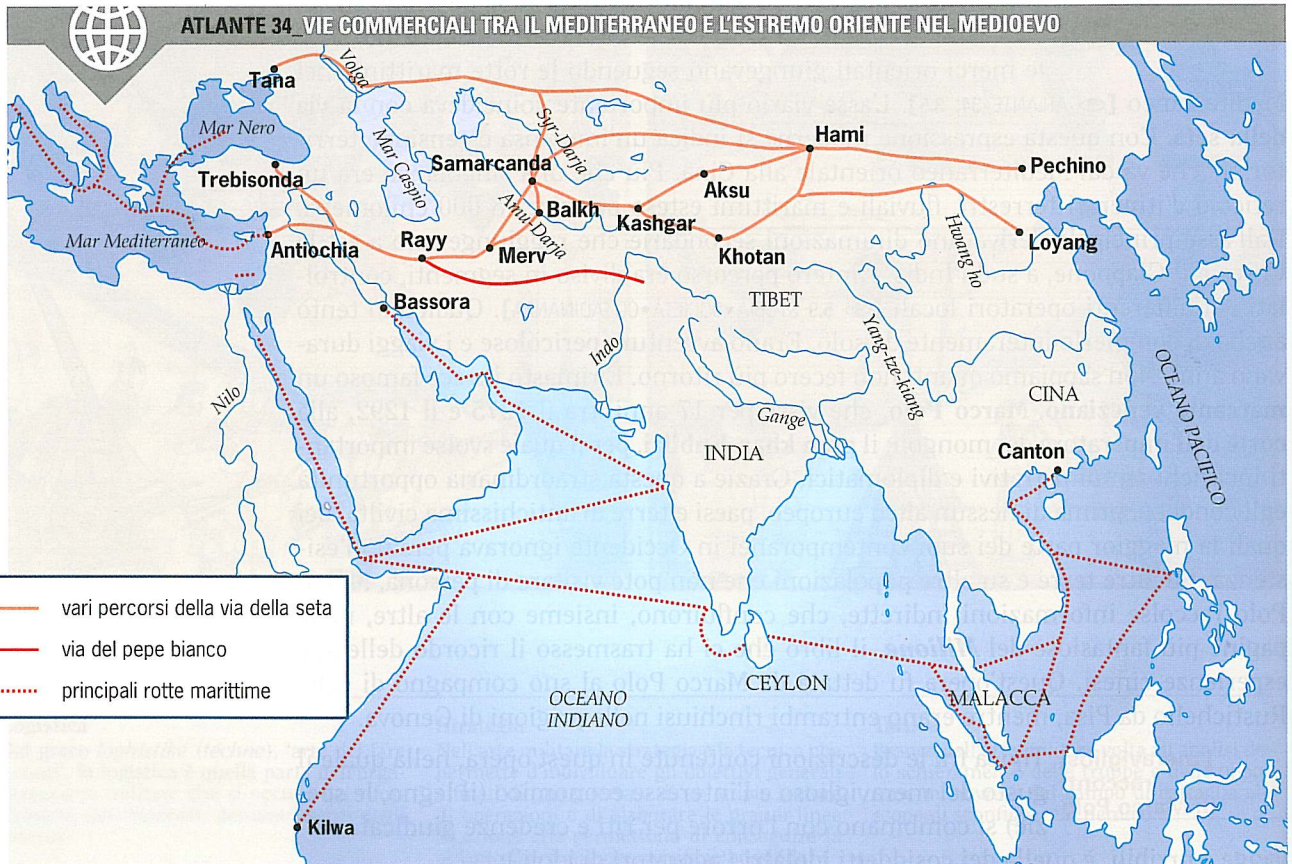 ATLANTE 34_VIE COMMERCIALI TRA IL MEDITERRANEO E L'ESTREMO ORIENTE NEL MEDIOEVO
Tana
Volga
Mar Nero
Mar Caspio
Syr-Darja
Hami
Samarcanda
Pechino
Trebisonda
Aksu
Balkh
Kashgar
Amu-Darja
Hwang ho
Mar Mediterraneo
Antiochia
Rayy
Merv
Khotan
Loyang
Bassora
TIBET
Indo
Yang-tze-kiang
Nilo
CINA
OCEANO PACIFICO
Gange
INDIA
Canton
vari percorsi della via della seta
via del pepe bianco
principali rotte marittime
CEYLON
MALACCA
OCEANO
INDIANO
Kilwa